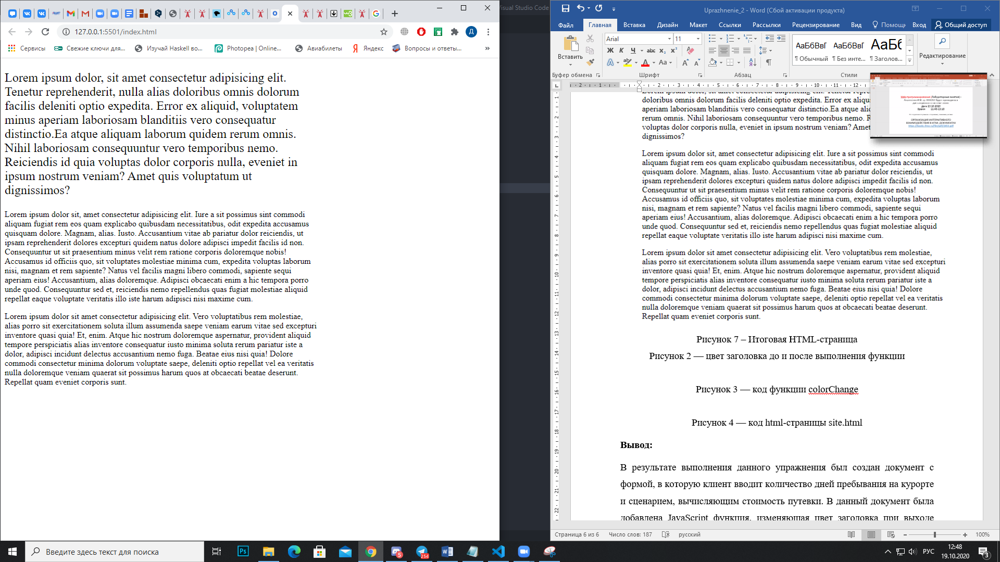 Visual Studio Code
Uprazhnenie_2 - Word (Сбой активации продукта)
127.0.0.1:5501/index.html
Файл
Главная
Вставка
Дизайн
Макет
Ссылки
Рассылки
Рецензирование
Вид
Помощь
Вход
Общий доступ
Сервисы
Свежие ключи для...
Изучай Haskell во...
Photopea | Online...
Авиабилеты
Яндекс
Вопросы и ответы...
»
Вставить
Arial
11
АаБбВвГ
АаБбВвГ
¶ Обычный
¶ Без инте...
¶ Заголов...
Редактирование
Буфер обмена
Шрифт
Абзац
Стили
Lorem ipsum dolor, sit amet consectetur adipisicing elit.
Tenetur reprehenderit, nulla alias doloribus omnis dolorum
facilis deleniti optio expedita. Error ex aliquid, voluptatem
minus aperiam laboriosam blanditiis vero consequatur
distinctio.Ea atque aliquam laborum quidem rerum omnis.
Nihil laboriosam consequuntur vero temporibus nemo.
Reiciendis id quia voluptas dolor corporis nulla, eveniet in
ipsum nostrum veniam? Amet quis voluptatum ut
dignissimos?
Lorem ipsum dolor sit, amet consectetur adipisicing elit. Iure a sit possimus sint commodi
aliquam fugiat rem eos quam explicabo quibusdam necessitatibus, odit expedita accusamus
quisquam dolore. Magnam, alias. Iusto. Accusantium vitae ab pariatur dolor reiciendis, ut
ipsam reprehenderit dolores excepturi quidem natus dolore adipisci impedit facilis id non.
Consequuntur ut sit praesentium minus velit rem ratione corporis doloremque nobis!
Accusamus id officiis quo, sit voluptates molestiae minima cum, expedita voluptas laborum
nisi, magnam et rem sapiente? Natus vel facilis magni libero commodi, sapiente sequi
aperiam eius! Accusantium, alias doloremque. Adipisci obcaecati enim a hic tempora porro
unde quod. Consequuntur sed et, reiciendis nemo repellendus quas fugiat molestiae aliquid
repellat eaque voluptate veritatis illo iste harum adipisci nisi maxime cum.
Lorem ipsum dolor sit amet consectetur adipisicing elit. Vero voluptatibus rem molestiae,
alias porro sit exercitationem soluta illum assumenda saepe veniam earum vitae sed excepturi
inventore quasi quia! Et, enim. Atque hic nostrum doloremque aspernatur, provident aliquid
tempore perspiciatis alias inventore consequatur iusto minima soluta rerum pariatur iste a
dolor, adipisci incidunt delectus accusantium nemo fuga. Beatae eius nisi quia! Dolore
commodi consectetur minima dolorum voluptate saepe, deleniti optio repellat vel ea veritatis
nulla doloremque veniam quaerat sit possimus harum quos at obcaecati beatae deserunt.
Repellat quam eveniet corporis sunt.
doloribus omnis dolorum facilis deleniti optio expedita. Error ex
aperiam laboriosam blanditiis vero consequatur distinctio.Ea atque
rerum omnis. Nihil laboriosam consequuntur vero temporibus nemo.
voluptas dolor corporis nulla, eveniet in ipsum nostrum veniam? Amet
dignissimos?
Lorem ipsum dolor sit, amet consectetur adipisicing elit. Iure a sit possimus sint commodi
aliquam fugiat rem eos quam explicabo quibusdam necessitatibus, odit expedita accusamus
quisquam dolore. Magnam, alias. Iusto. Accusantium vitae ab pariatur dolor reiciendis, ut
ipsam reprehenderit dolores excepturi quidem natus dolore adipisci impedit facilis id non.
Consequuntur ut sit praesentium minus velit rem ratione corporis doloremque nobis!
Accusamus id officiis quo, sit voluptates molestiae minima cum, expedita voluptas laborum
nisi, magnam et rem sapiente? Natus vel facilis magni libero commodi, sapiente sequi
aperiam eius! Accusantium, alias doloremque. Adipisci obcaecati enim a hic tempora porro
unde quod. Consequuntur sed et, reiciendis nemo repellendus quas fugiat molestiae aliquid
repellat eaque voluptate veritatis illo iste harum adipisci nisi maxime cum.
Lorem ipsum dolor sit amet consectetur adipisicing elit. Vero voluptatibus rem molestiae,
alias porro sit exercitationem soluta illum assumenda saepe veniam earum vitae sed excepturi
inventore quasi quia! Et, enim. Atque hic nostrum doloremque aspernatur, provident aliquid
tempore perspiciatis alias inventore consequatur iusto minima soluta rerum pariatur iste a
dolor, adipisci incidunt delectus accusantium nemo fuga. Beatae eius nisi quia! Dolore
commodi consectetur minima dolorum voluptate saepe, deleniti optio repellat vel ea veritatis
nulla doloremque veniam quaerat sit possimus harum quos at obcaecati beatae deserunt.
Repellat quam eveniet corporis sunt.
Рисунок 7 – Итоговая HTML-страница
Рисунок 2 — цвет заголовка до и после выполнения функции
Рисунок 3 — код функции colorChange
Рисунок 4 — код html-страницы site.html
Вывод:
В результате выполнения данного упражнения был создан документ с
формой, в которую клиент вводит количество дней пребывания на курорте
и сценарием, вычисляющим стоимость путевки. В данный документ была
добавлена JavaScript функция, изменяющая цвет заголовка при выходе
Страница 6 из 6
Число слов: 187
русский
100%
Введите здесь текст для поиска
РУС
12:48
19.10.2020